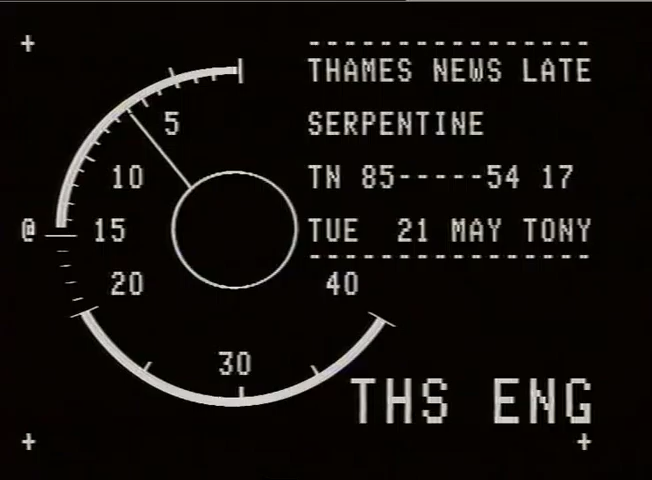 THAMES NEWS LATE
SERPENTINE
TN 85-----54 17
TUE 21 MAY TONY
5
10
@ 15
20
30
40
THS ENG